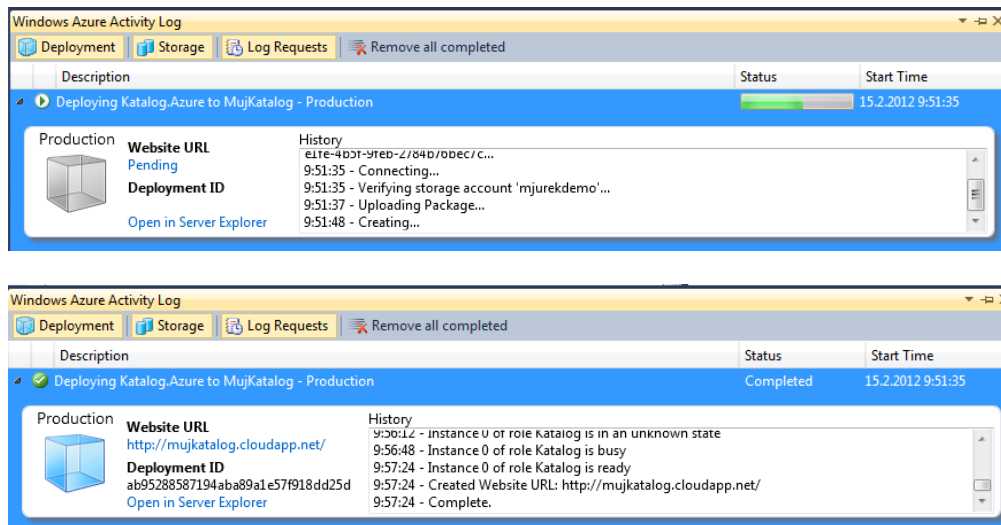 Windows Azure Activity Log
Deployment Storage Log Requests Remove all completed
Description Status Start Time
Deploying Katalog.Azure to MujKatalog - Production 15.2.2012 9:51:35
Production
Website URL
Pending
Deployment ID
Open in Server Explorer
History
e1fe-4b5f-9feb-2784b76bec7c...
9:51:35 - Connecting...
9:51:35 - Verifying storage account 'mjurekdemo'...
9:51:37 - Uploading Package...
9:51:48 - Creating...
Windows Azure Activity Log
Deployment Storage Log Requests Remove all completed
Description Status Start Time
Deploying Katalog.Azure to MujKatalog - Production Completed 15.2.2012 9:51:35
Production
Website URL
http://mujkatalog.cloudapp.net/
Deployment ID
ab95288587194aba89a1e57f918dd25d
Open in Server Explorer
History
9:56:12 - Instance 0 of role Katalog is in an unknown state
9:56:48 - Instance 0 of role Katalog is busy
9:57:24 - Instance 0 of role Katalog is ready
9:57:24 - Created Website URL: http://mujkatalog.cloudapp.net/
9:57:24 - Complete.